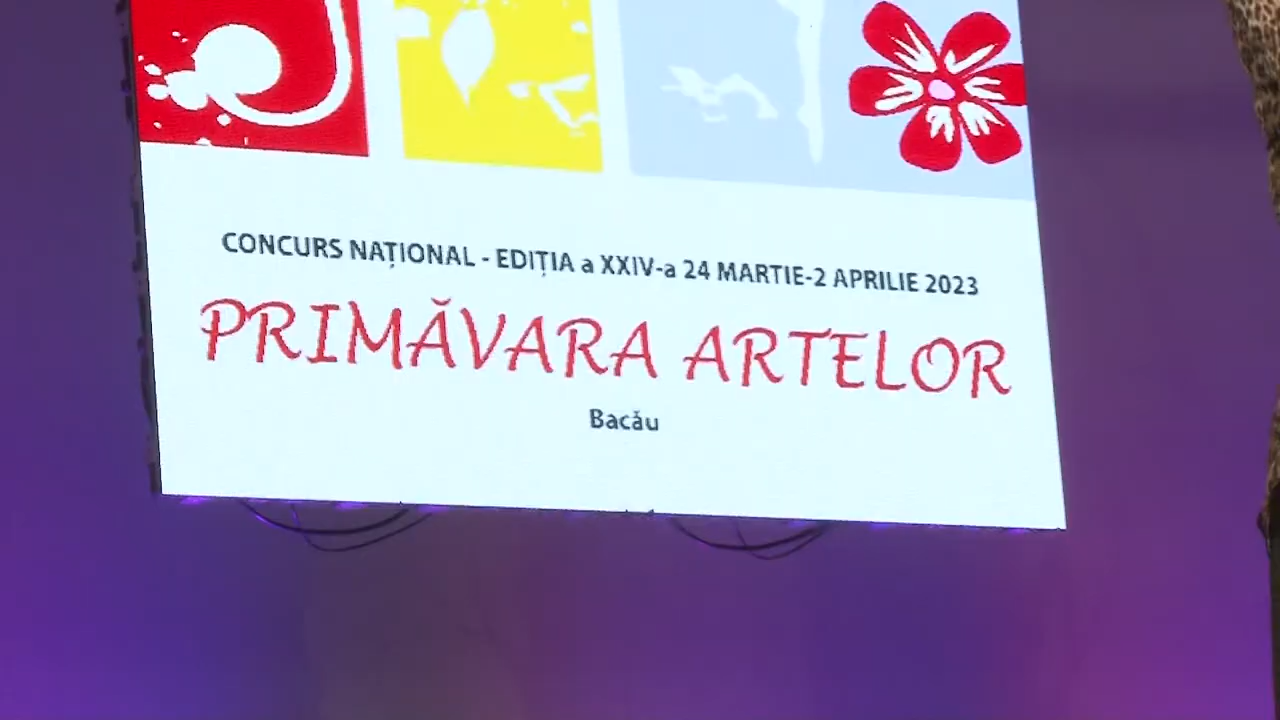 CONCURS NAȚIONAL - EDIȚIA a XXIV-a 24 MARTIE-2 APRILIE 2023
PRIMĂVARA ARTELOR
Bacău